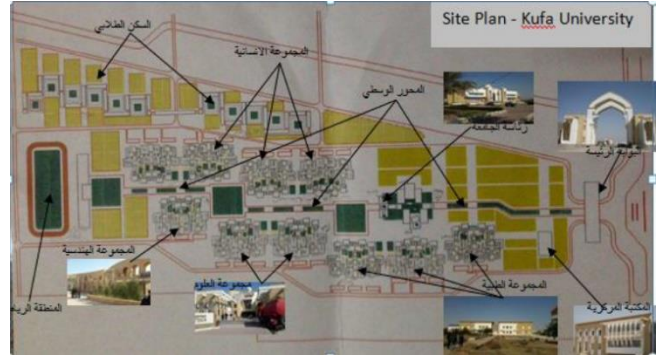 Site Plan - Kufa University
السكن الطلابي
المجموعة الانسانية
المحور الوسطي
رئاسة الجامعة
البوابة الرئيسة
المجموعة الهندسية
مجموعة العلوم
المجموعة الطبية
المكتبة المركزية
المنطقة الريا